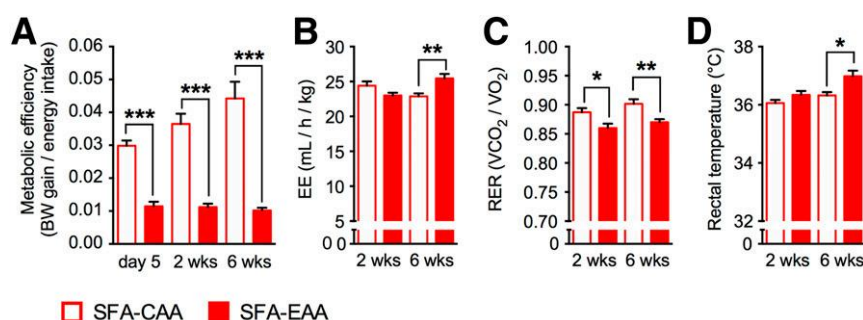 A
Metabolic efficiency
(BW gain / energy intake)
0.06
0.05
0.04
0.03
0.02
0.01
0.00
***
***
***
day 5 2 wks 6 wks
B
EE (mL / h / kg)
30
25
20
15
10
5
0 0
**
2 wks 6 wks
C
RER (VCO2 / VO2)
1.00
0.95
0.90
0.85
0.80
0.75
0.70
0
*
**
2 wks 6 wks
D
Rectal temperature (°C)
38
36
34
32
0
*
2 wks 6 wks
SFA-CAA SFA-EAA